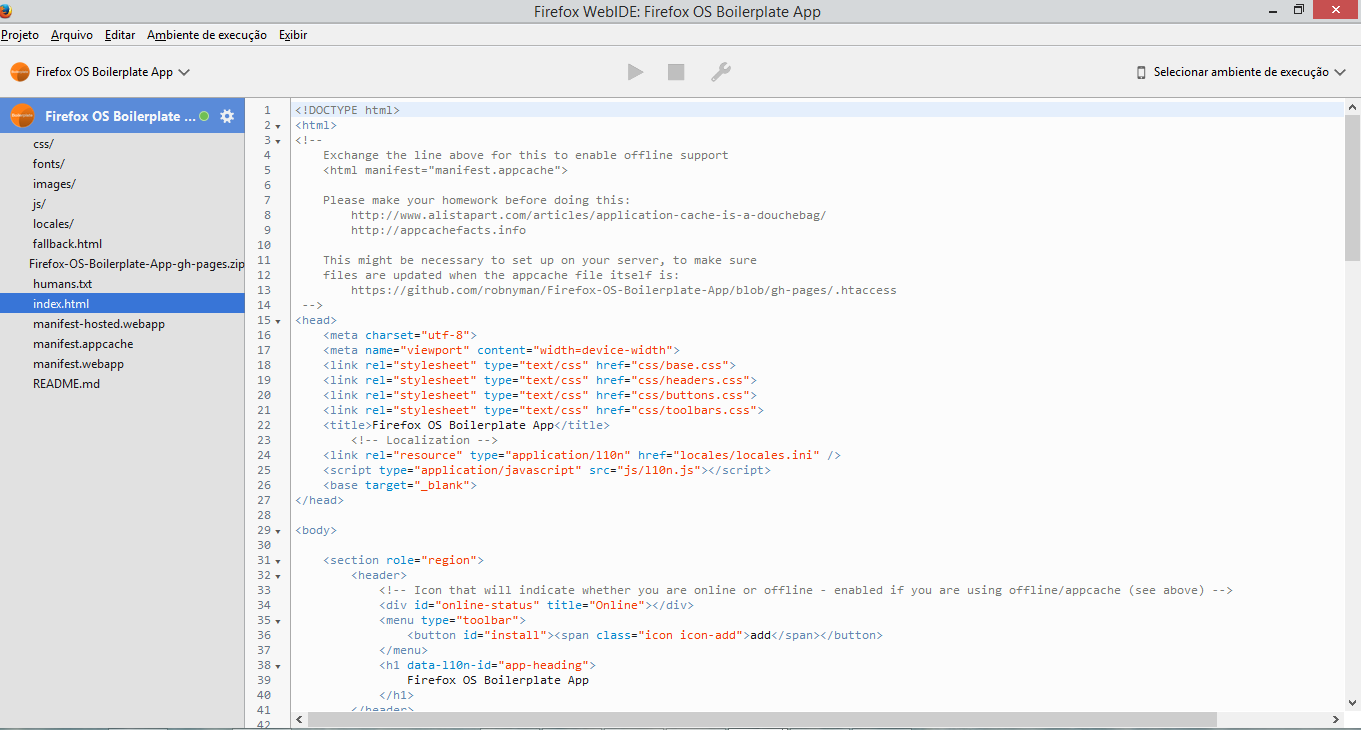 Firefox WebIDE: Firefox OS Boilerplate App
Projeto Arquivo Editar Ambiente de execução Exibir
Firefox OS Boilerplate App
Selecionar ambiente de execução
Firefox OS Boilerplate ...
css/
fonts/
images/
js/
locales/
fallback.html
Firefox-OS-Boilerplate-App-gh-pages.zip
humans.txt
index.html
manifest-hosted.webapp
manifest.appcache
manifest.webapp
README.md
1 <!DOCTYPE html>
2 <html>
3 <!--
4     Exchange the line above for this to enable offline support
5     <html manifest="manifest.appcache">
6
7     Please make your homework before doing this:
8         http://www.alistapart.com/articles/application-cache-is-a-douchebag/
9         http://appcachefacts.info
10
11     This might be necessary to set up on your server, to make sure
12     files are updated when the appcache file itself is:
13         https://github.com/robnyman/Firefox-OS-Boilerplate-App/blob/gh-pages/.htaccess
14  -->
15 <head>
16     <meta charset="utf-8">
17     <meta name="viewport" content="width=device-width">
18     <link rel="stylesheet" type="text/css" href="css/base.css">
19     <link rel="stylesheet" type="text/css" href="css/headers.css">
20     <link rel="stylesheet" type="text/css" href="css/buttons.css">
21     <link rel="stylesheet" type="text/css" href="css/toolbars.css">
22     <title>Firefox OS Boilerplate App</title>
23         <!-- Localization -->
24     <link rel="resource" type="application/l10n" href="locales/locales.ini" />
25     <script type="application/javascript" src="js/l10n.js"></script>
26     <base target="_blank">
27 </head>
28
29 <body>
30
31     <section role="region">
32         <header>
33             <!-- Icon that will indicate whether you are online or offline - enabled if you are using offline/appcache (see above) -->
34             <div id="online-status" title="Online"></div>
35             <menu type="toolbar">
36                 <button id="install"><span class="icon icon-add">add</span></button>
37             </menu>
38             <h1 data-l10n-id="app-heading">
39                 Firefox OS Boilerplate App
40             </h1>
41         </header>
42